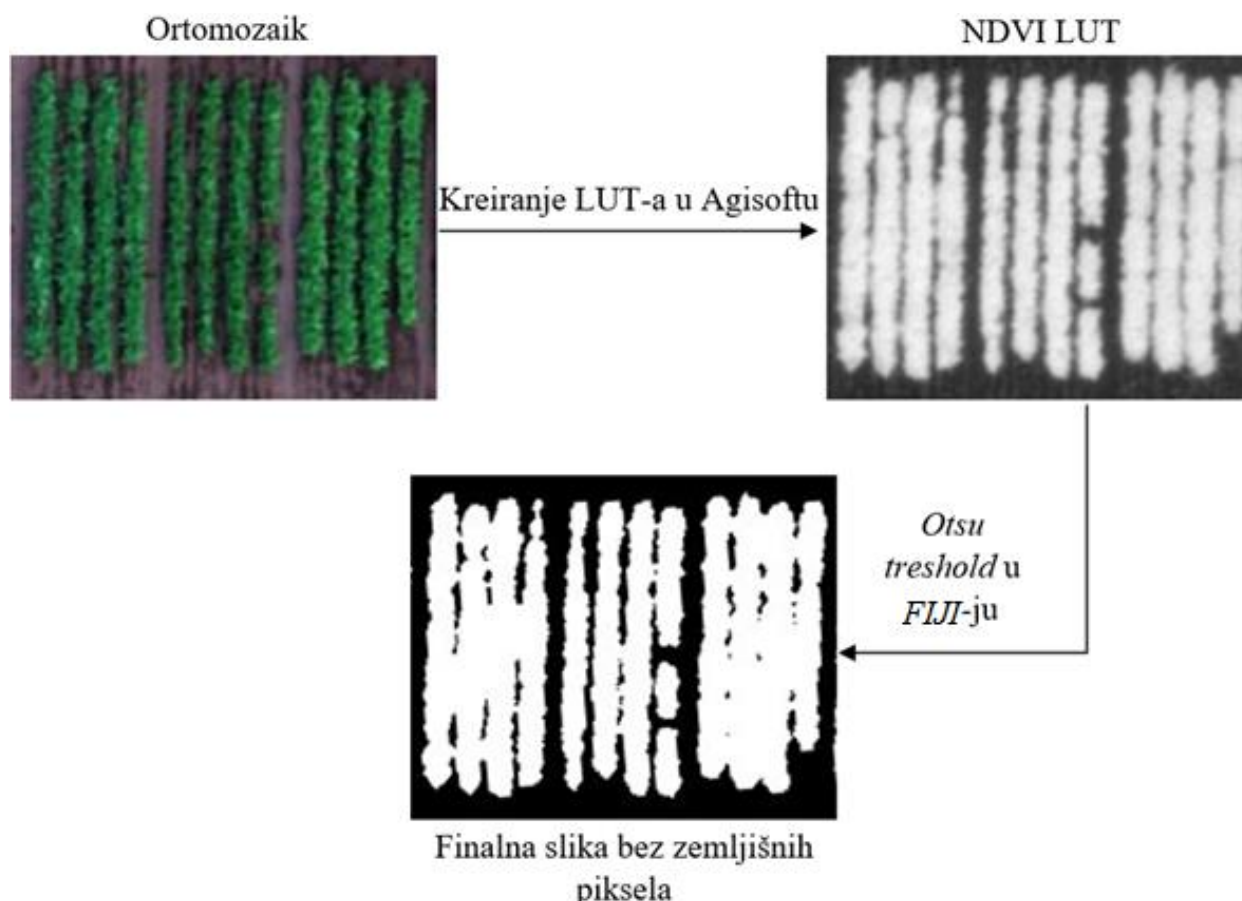 Ortomozaik
NDVI LUT
Kreiranje LUT-a u Agisoftu
Otsu
treshold u
FIJI-ju
Finalna slika bez zemljišnih
piksela